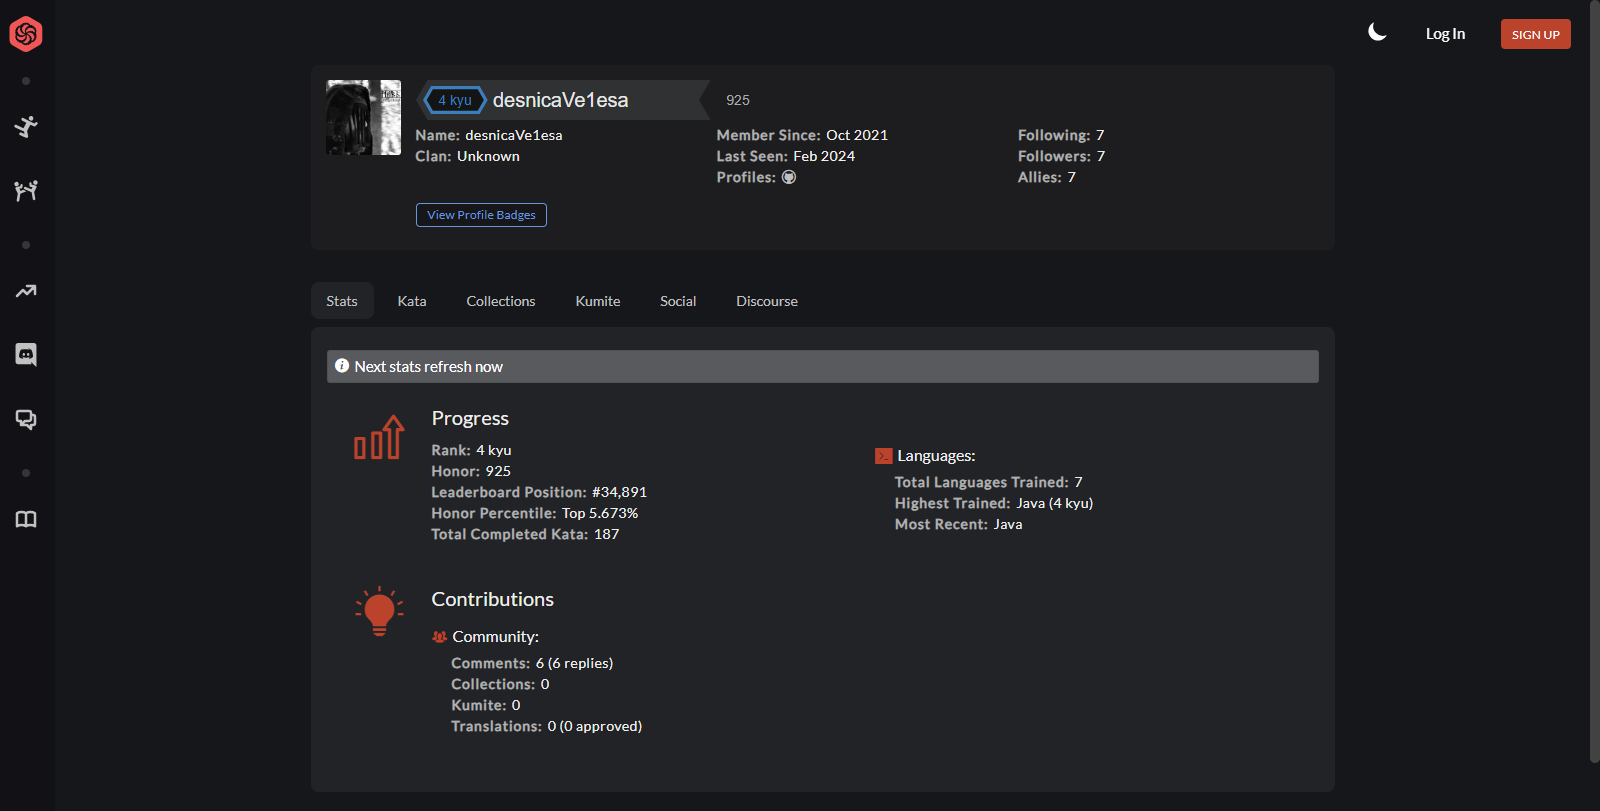 Log In
SIGN UP
4 kyu
desnicaVe1esa
925
Name: desnicaVe1esa
Clan: Unknown
Member Since: Oct 2021
Last Seen: Feb 2024
Profiles:
Following: 7
Followers: 7
Allies: 7
View Profile Badges
Stats
Kata
Collections
Kumite
Social
Discourse
Next stats refresh now
Progress
Rank: 4 kyu
Honor: 925
Leaderboard Position: #34,891
Honor Percentile: Top 5.673%
Total Completed Kata: 187
Languages:
Total Languages Trained: 7
Highest Trained: Java (4 kyu)
Most Recent: Java
Contributions
Community:
Comments: 6 (6 replies)
Collections: 0
Kumite: 0
Translations: 0 (0 approved)